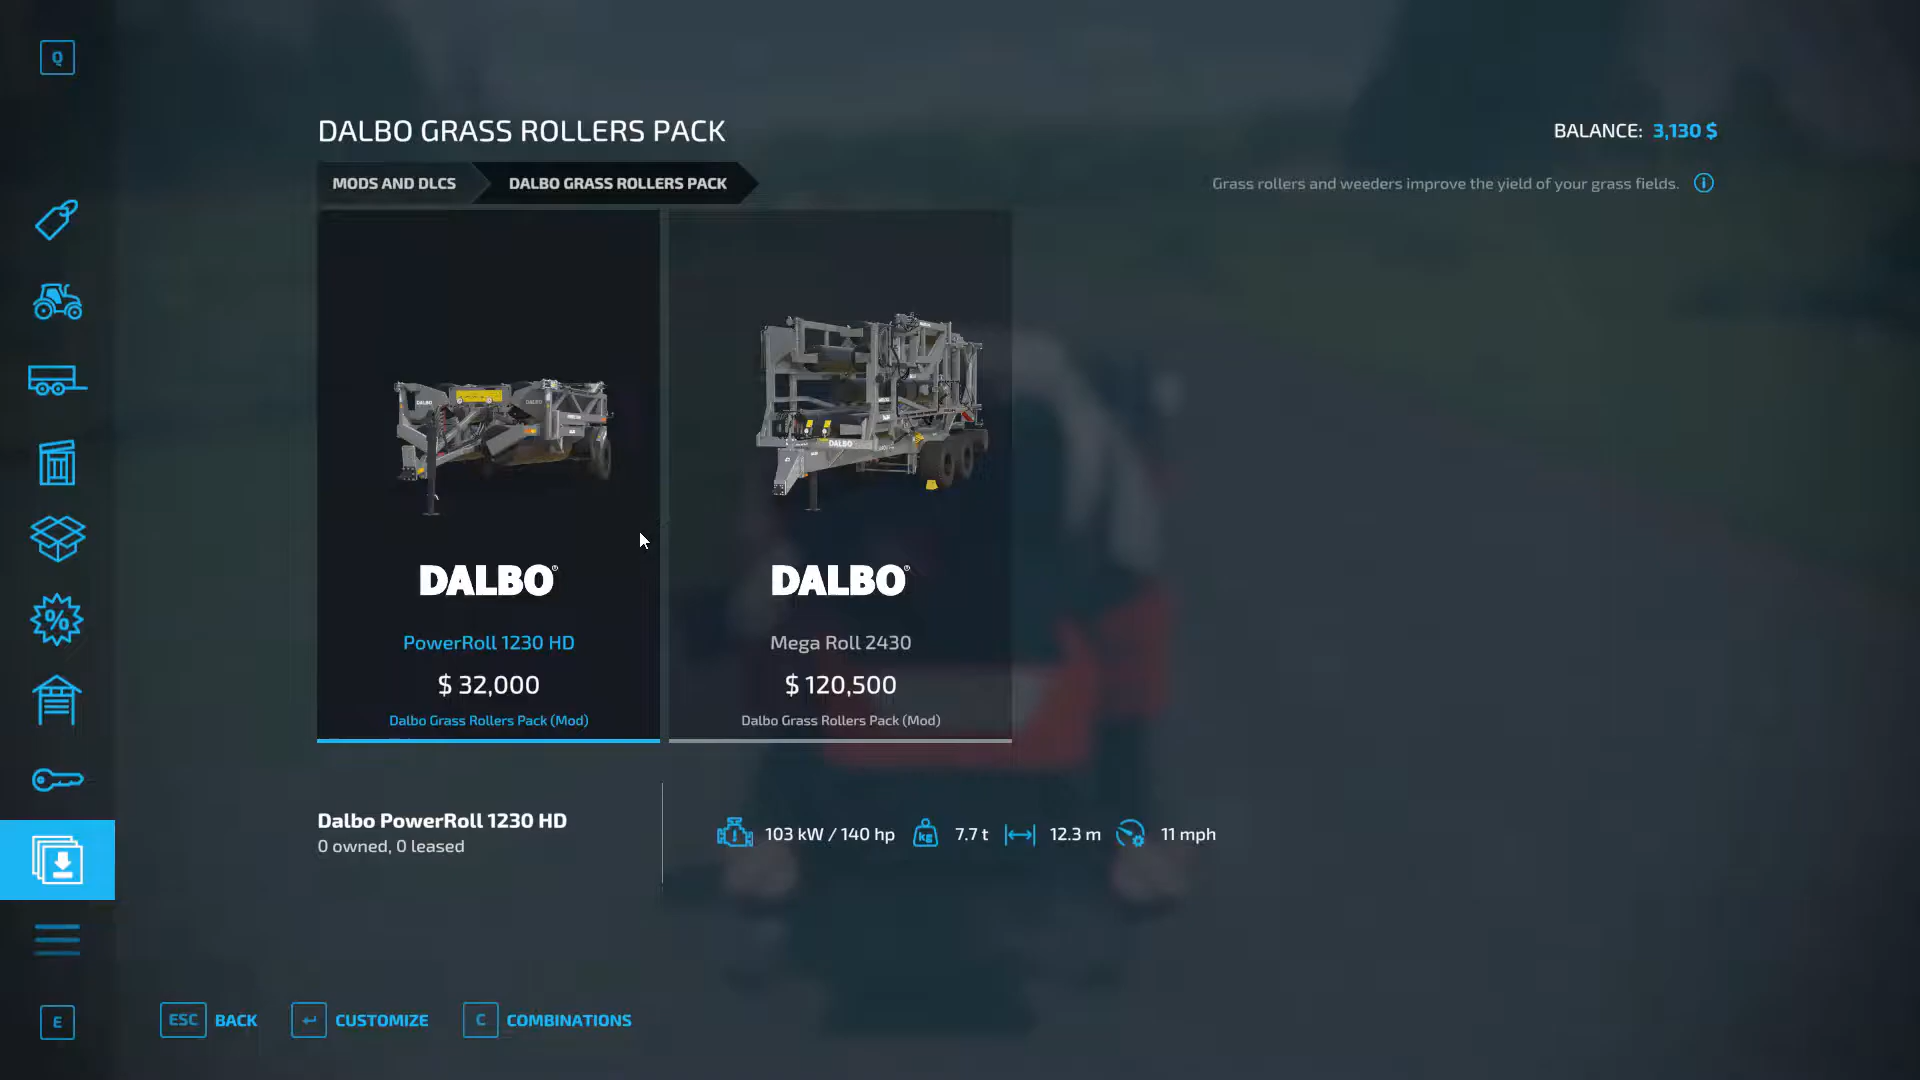 Q
DALBO GRASS ROLLERS PACK
BALANCE: 3,130 $
MODS AND DLCS
DALBO GRASS ROLLERS PACK
Grass rollers and weeders improve the yield of your grass fields.
DALBO®
PowerRoll 1230 HD
$ 32,000
Dalbo Grass Rollers Pack (Mod)
DALBO®
Mega Roll 2430
$ 120,500
Dalbo Grass Rollers Pack (Mod)
Dalbo PowerRoll 1230 HD
0 owned, 0 leased
103 kW / 140 hp
kg
7.7 t
12.3 m
11 mph
E
ESC BACK
CUSTOMIZE
C COMBINATIONS